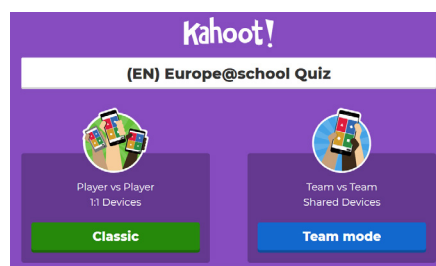 Kahoot!
(EN) Europe@school Quiz
Player vs Player
1:1 Devices
Classic
Team vs Team
Shared Devices
Team mode